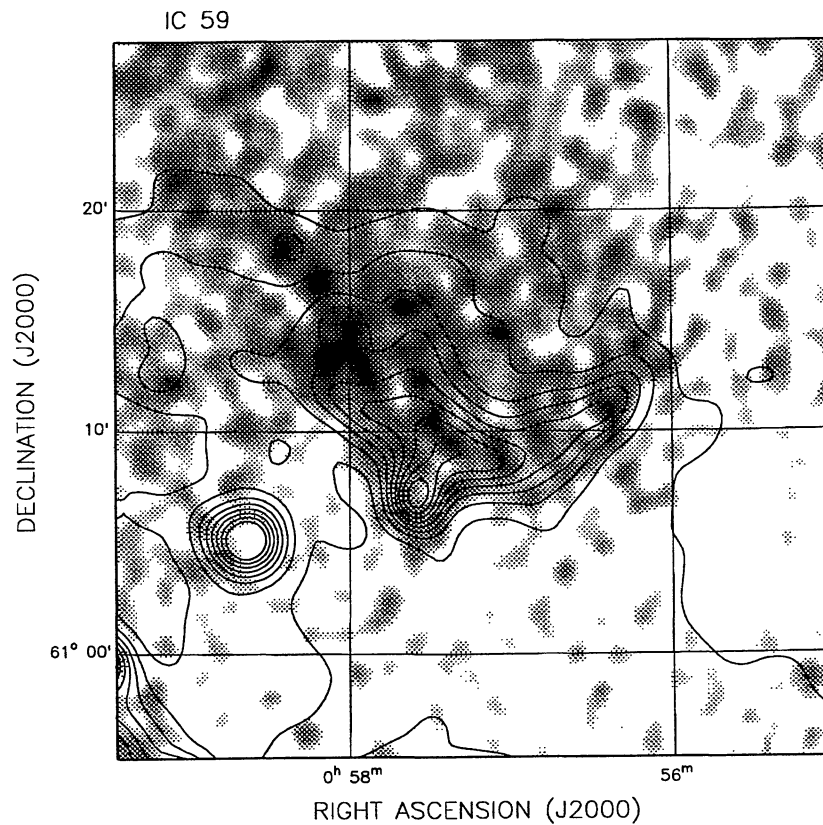 IC 59
20'
10'
61° 00'
DECLINATION (J2000)
0ʰ 58ᵐ
56ᵐ
RIGHT ASCENSION (J2000)